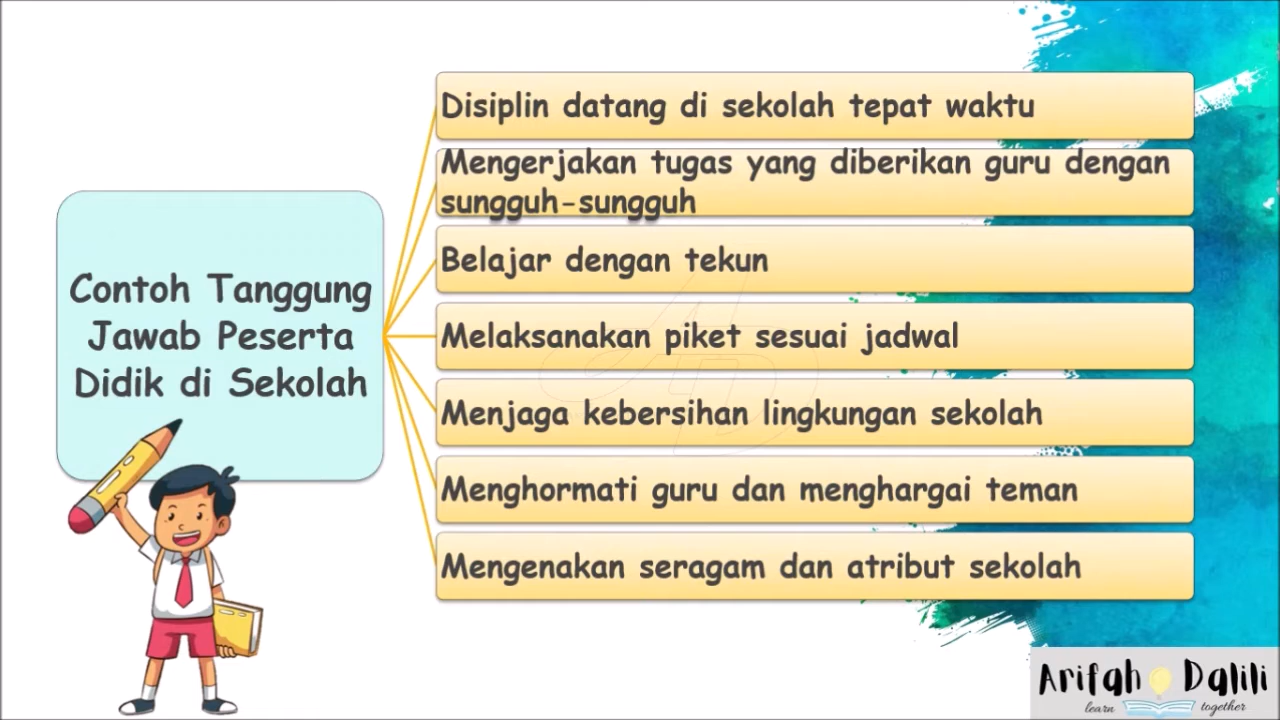 Contoh Tanggung
Jawab Peserta
Didik di Sekolah
Disiplin datang di sekolah tepat waktu
Mengerjakan tugas yang diberikan guru dengan
sungguh-sungguh
Belajar dengan tekun
Melaksanakan piket sesuai jadwal
Menjaga kebersihan lingkungan sekolah
Menghormati guru dan menghargai teman
Mengenakan seragam dan atribut sekolah
Arifah Dalili
learn together